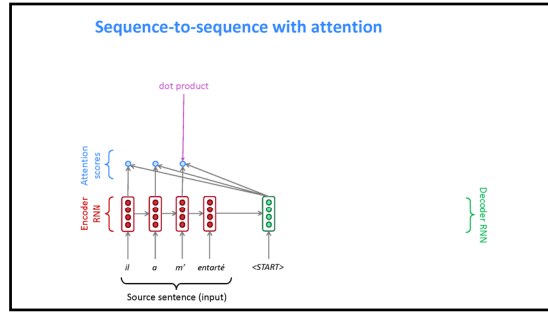 Sequence-to-sequence with attention
dot product
Attention
scores
Encoder
RNN
Decoder RNN
il a m' entarté <START>
Source sentence (input)